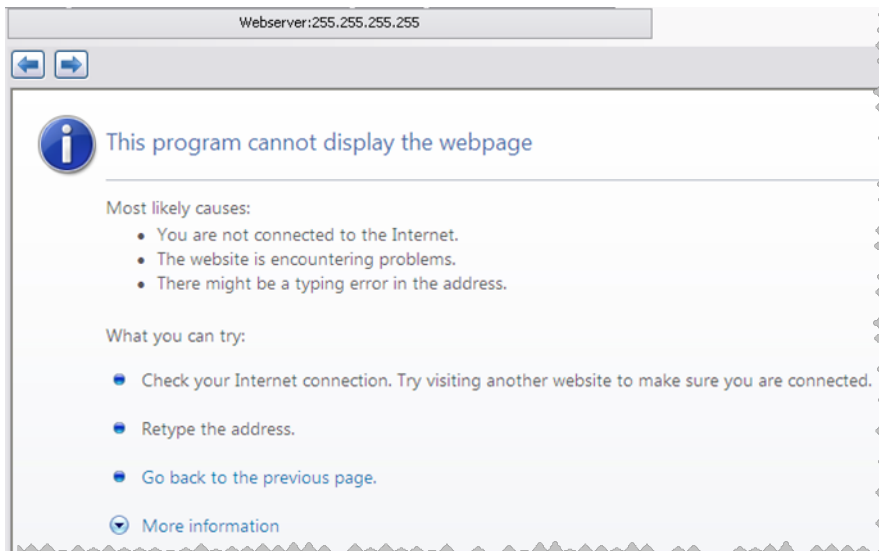 Webserver:255.255.255.255
This program cannot display the webpage
Most likely causes:
You are not connected to the Internet.
The website is encountering problems.
There might be a typing error in the address.
What you can try:
Check your Internet connection. Try visiting another website to make sure you are connected.
Retype the address.
Go back to the previous page.
More information